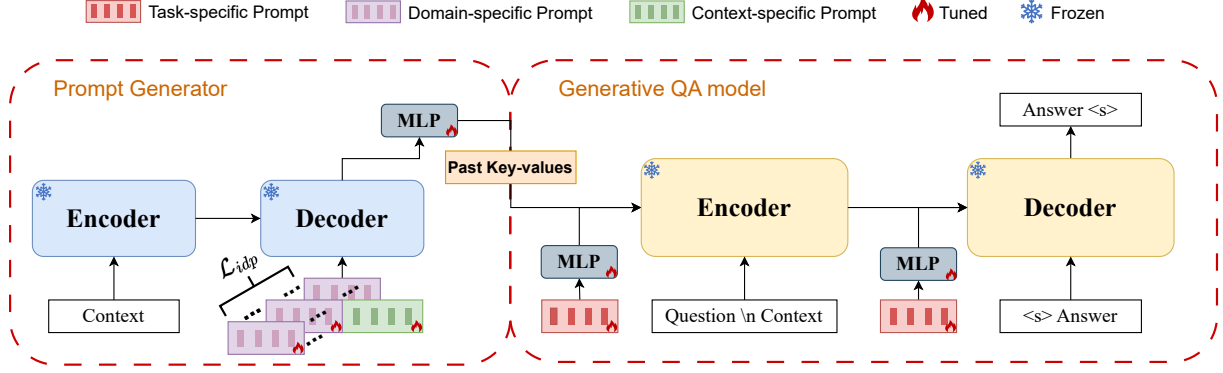 Task-specific Prompt
Domain-specific Prompt
Context-specific Prompt
Tuned
Frozen
Prompt Generator
Generative QA model
MLP
Answer <s>
Past Key-values
Encoder
Decoder
Encoder
Decoder
MLP
MLP
𝓛idp
Context
Question \n Context
<s> Answer